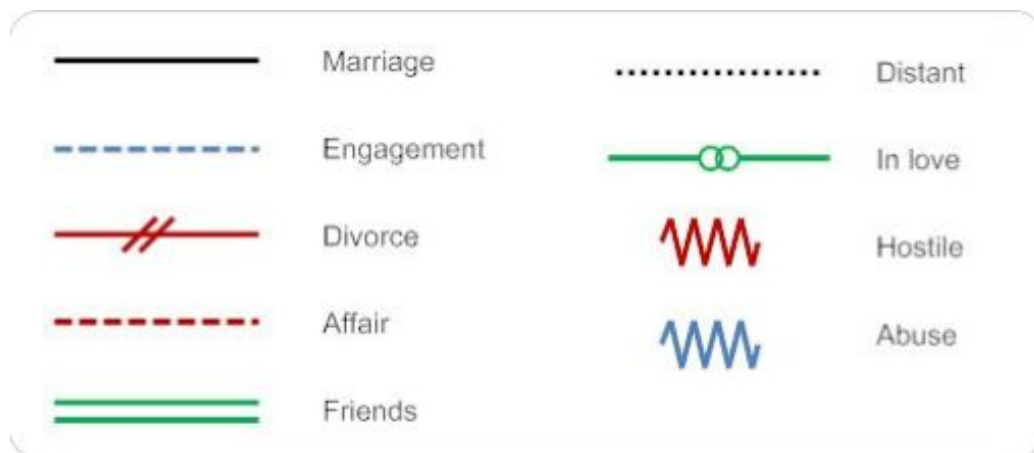 Marriage
Engagement
Divorce
Affair
Friends
Distant
In love
Hostile
Abuse